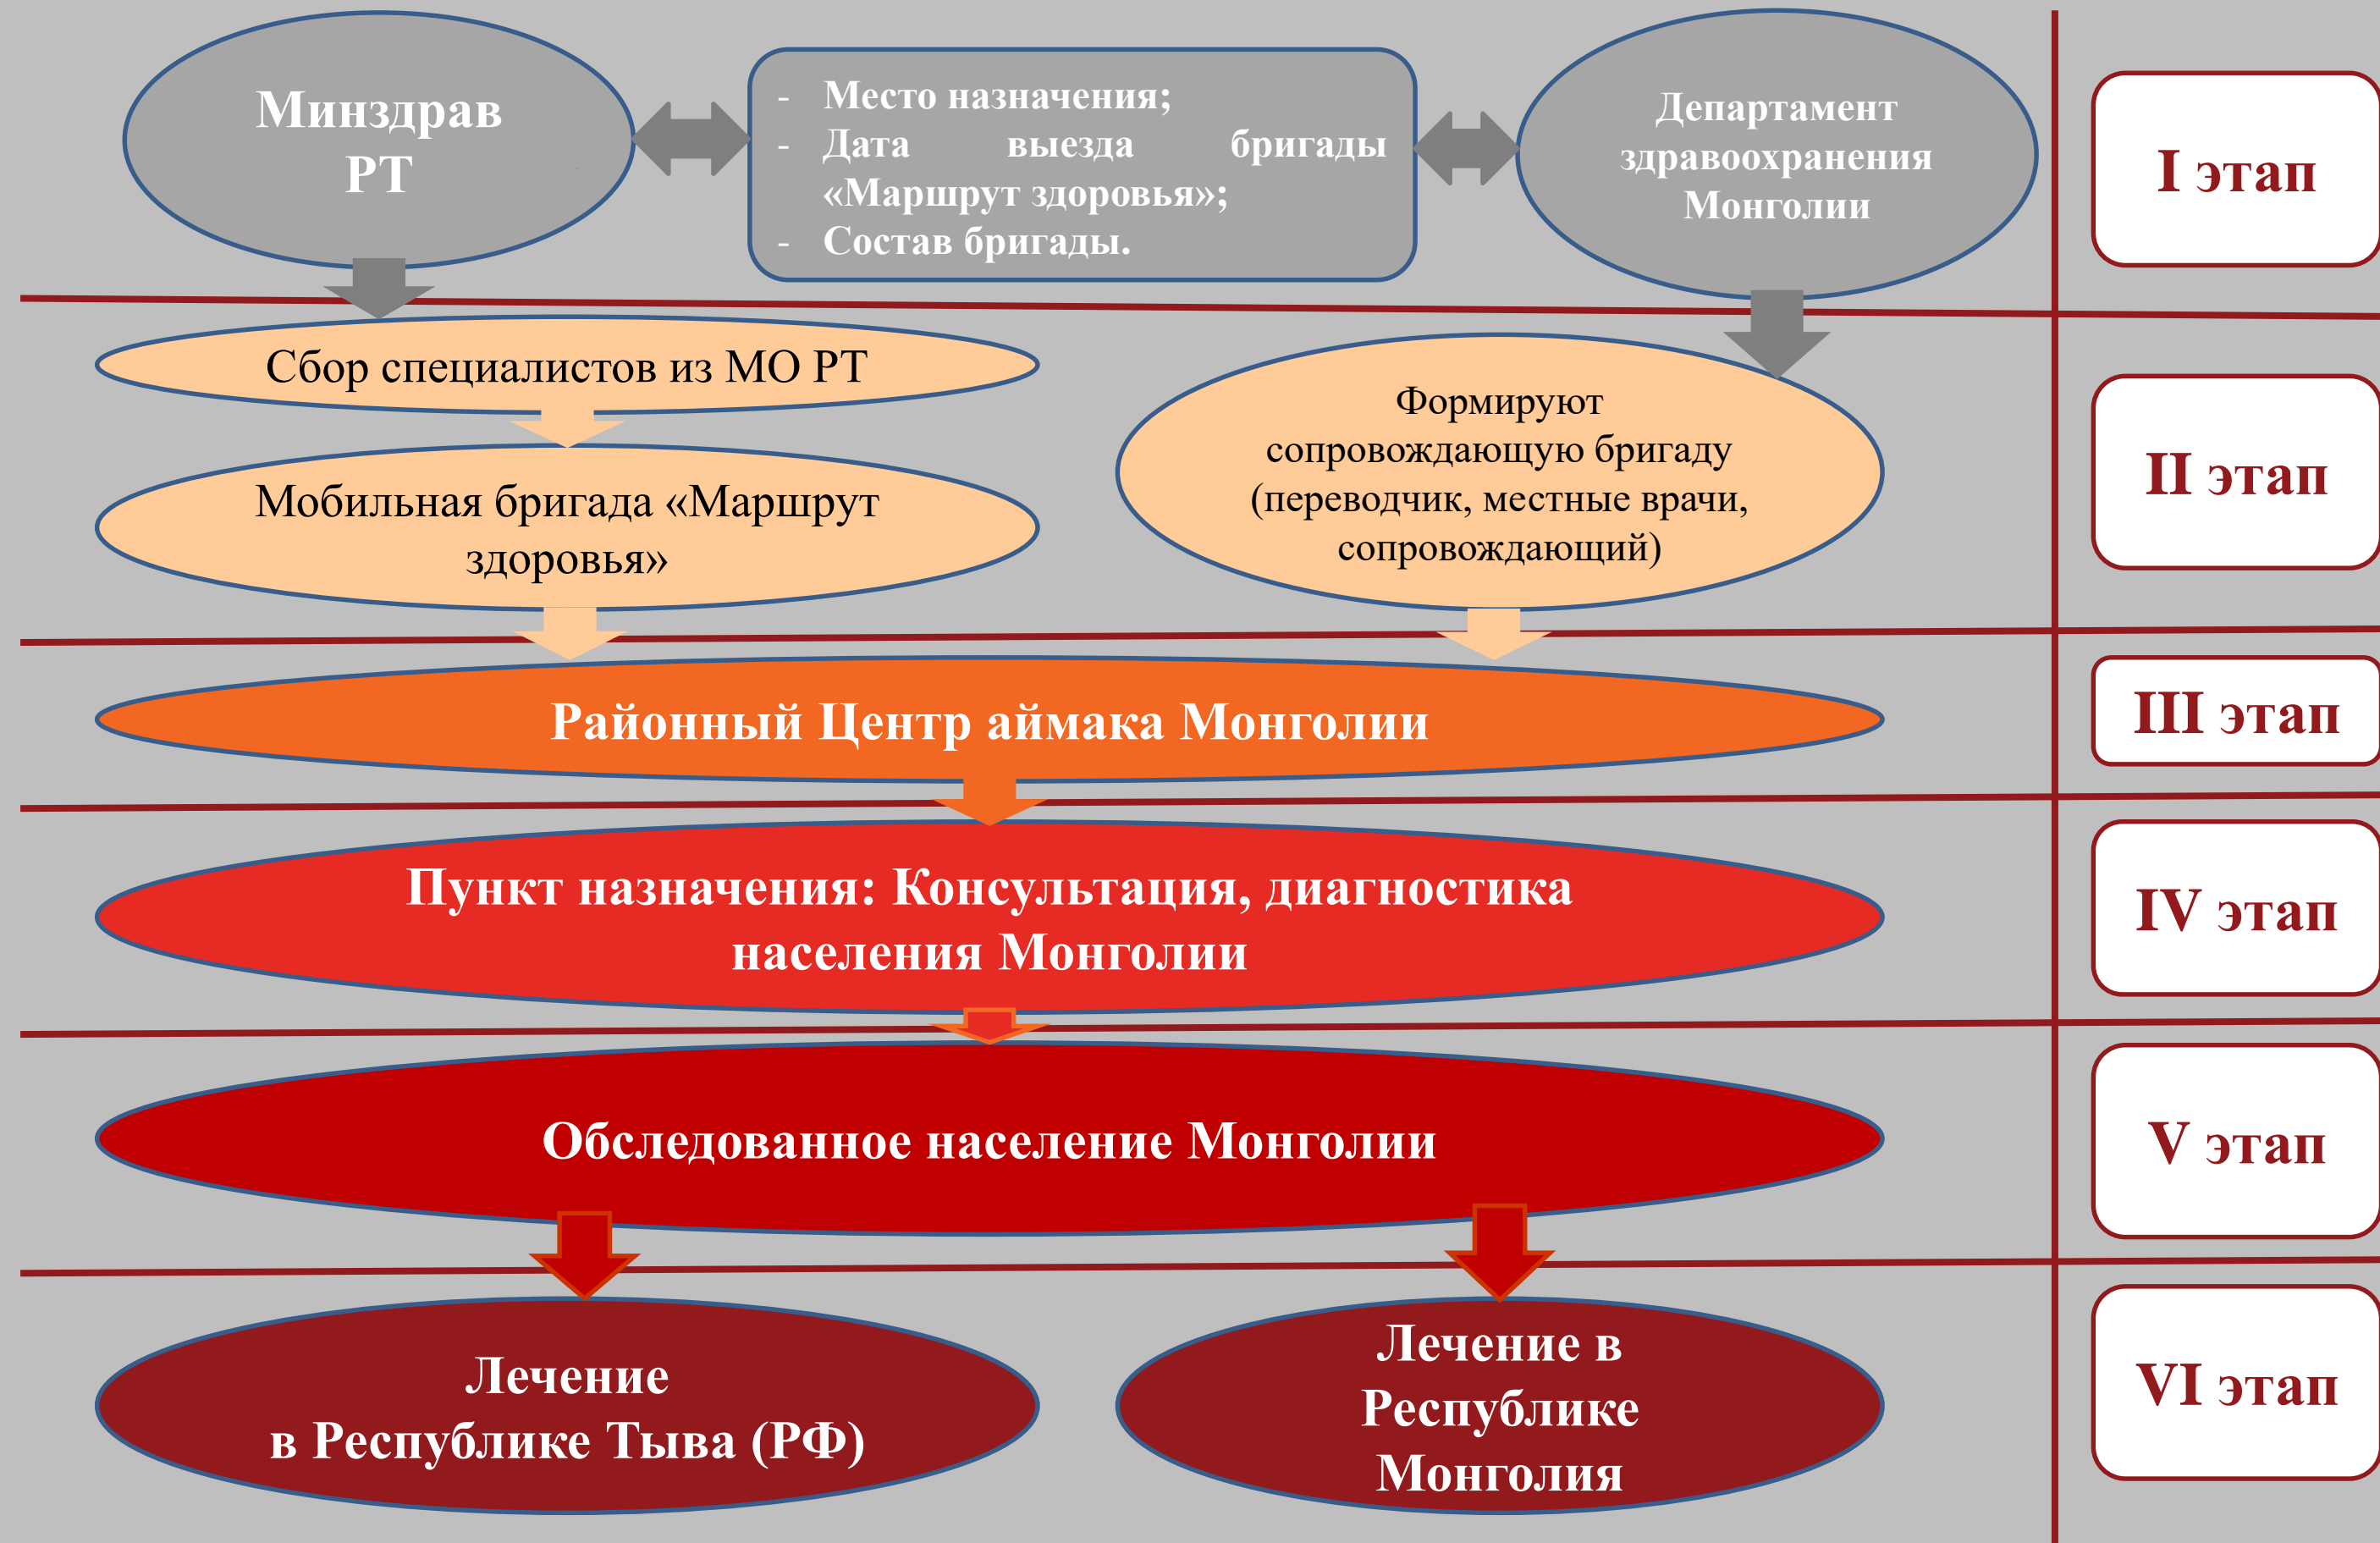 Минздрав
РТ
- Место назначения;
- Дата выезда бригады
«Маршрут здоровья»;
- Состав бригады.
Департамент
здравоохранения
Монголии
I этап
Сбор специалистов из МО РТ
Мобильная бригада «Маршрут
здоровья»
Формируют
сопровождающую бригаду
(переводчик, местные врачи,
сопровождающий)
II этап
Районный Центр аймака Монголии
III этап
Пункт назначения: Консультация, диагностика
населения Монголии
IV этап
Обследованное население Монголии
V этап
Лечение
в Республике Тыва (РФ)
Лечение в
Республике
Монголия
VI этап